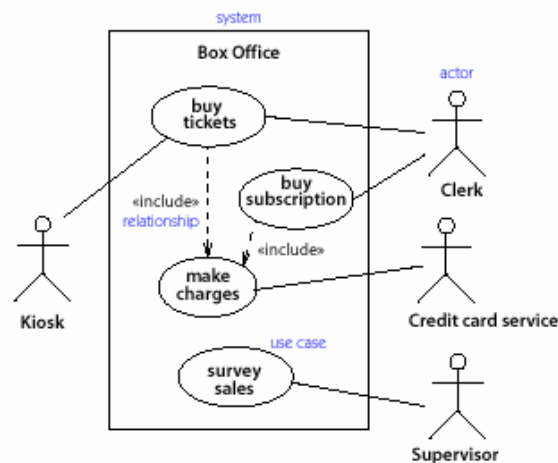 system
Box Office
actor
buy
tickets
buy
subscription
Clerk
«include»
relationship
«include»
make
charges
Kiosk
Credit card service
use case
survey
sales
Supervisor